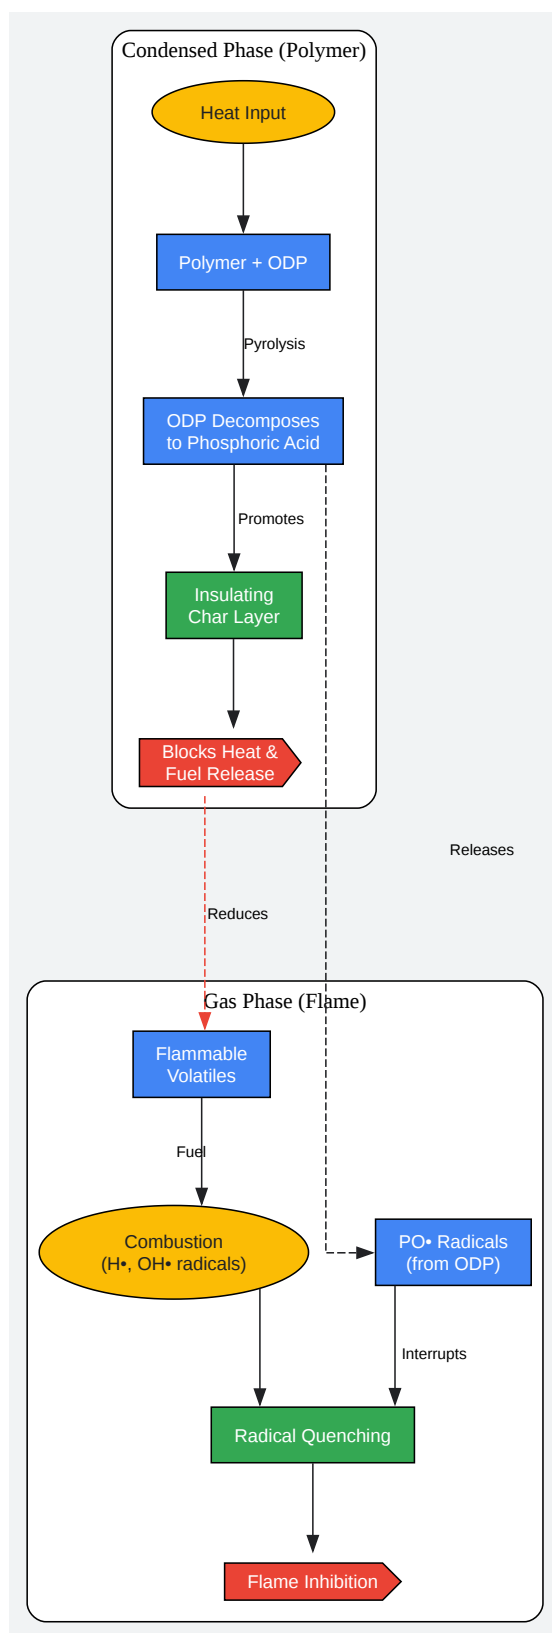 Condensed Phase (Polymer)
Heat Input
Polymer + ODP
Pyrolysis
ODP Decomposes
to Phosphoric Acid
Promotes
Insulating
Char Layer
Blocks Heat &
Fuel Release
Releases
Reduces
Gas Phase (Flame)
Flammable
Volatiles
Fuel
Combustion
(H•, OH• radicals)
PO• Radicals
(from ODP)
Interrupts
Radical Quenching
Flame Inhibition